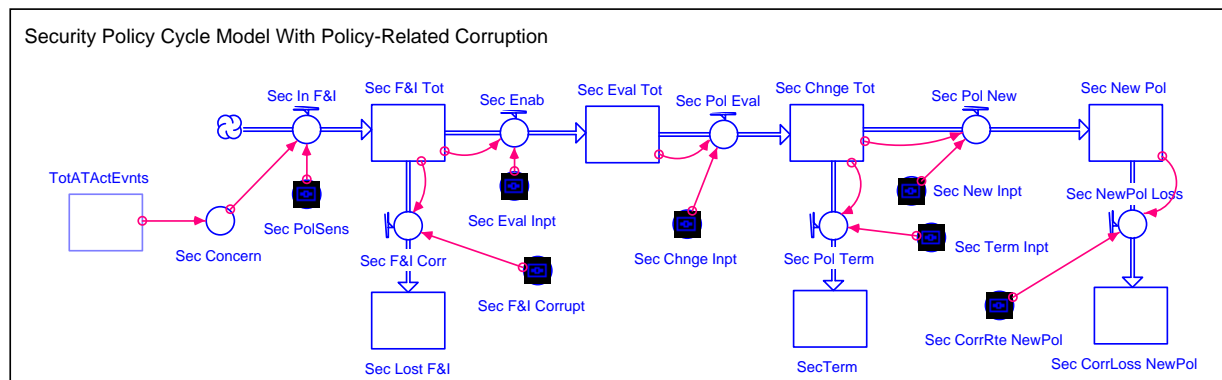 Security Policy Cycle Model With Policy-Related Corruption
Sec In F&I
Sec F&I Tot
Sec Enab
Sec Eval Tot
Sec Pol Eval
Sec Chnge Tot
Sec Pol New
Sec New Pol
TotATActEvnts
Sec Concern
Sec PolSens
Sec Eval Inpt
Sec Chnge Inpt
Sec New Inpt
Sec NewPol Loss
Sec F&I Corr
Sec Pol Term
Sec Term Inpt
Sec F&I Corrupt
Sec CorrRte NewPol
Sec Lost F&I
SecTerm
Sec CorrLoss NewPol